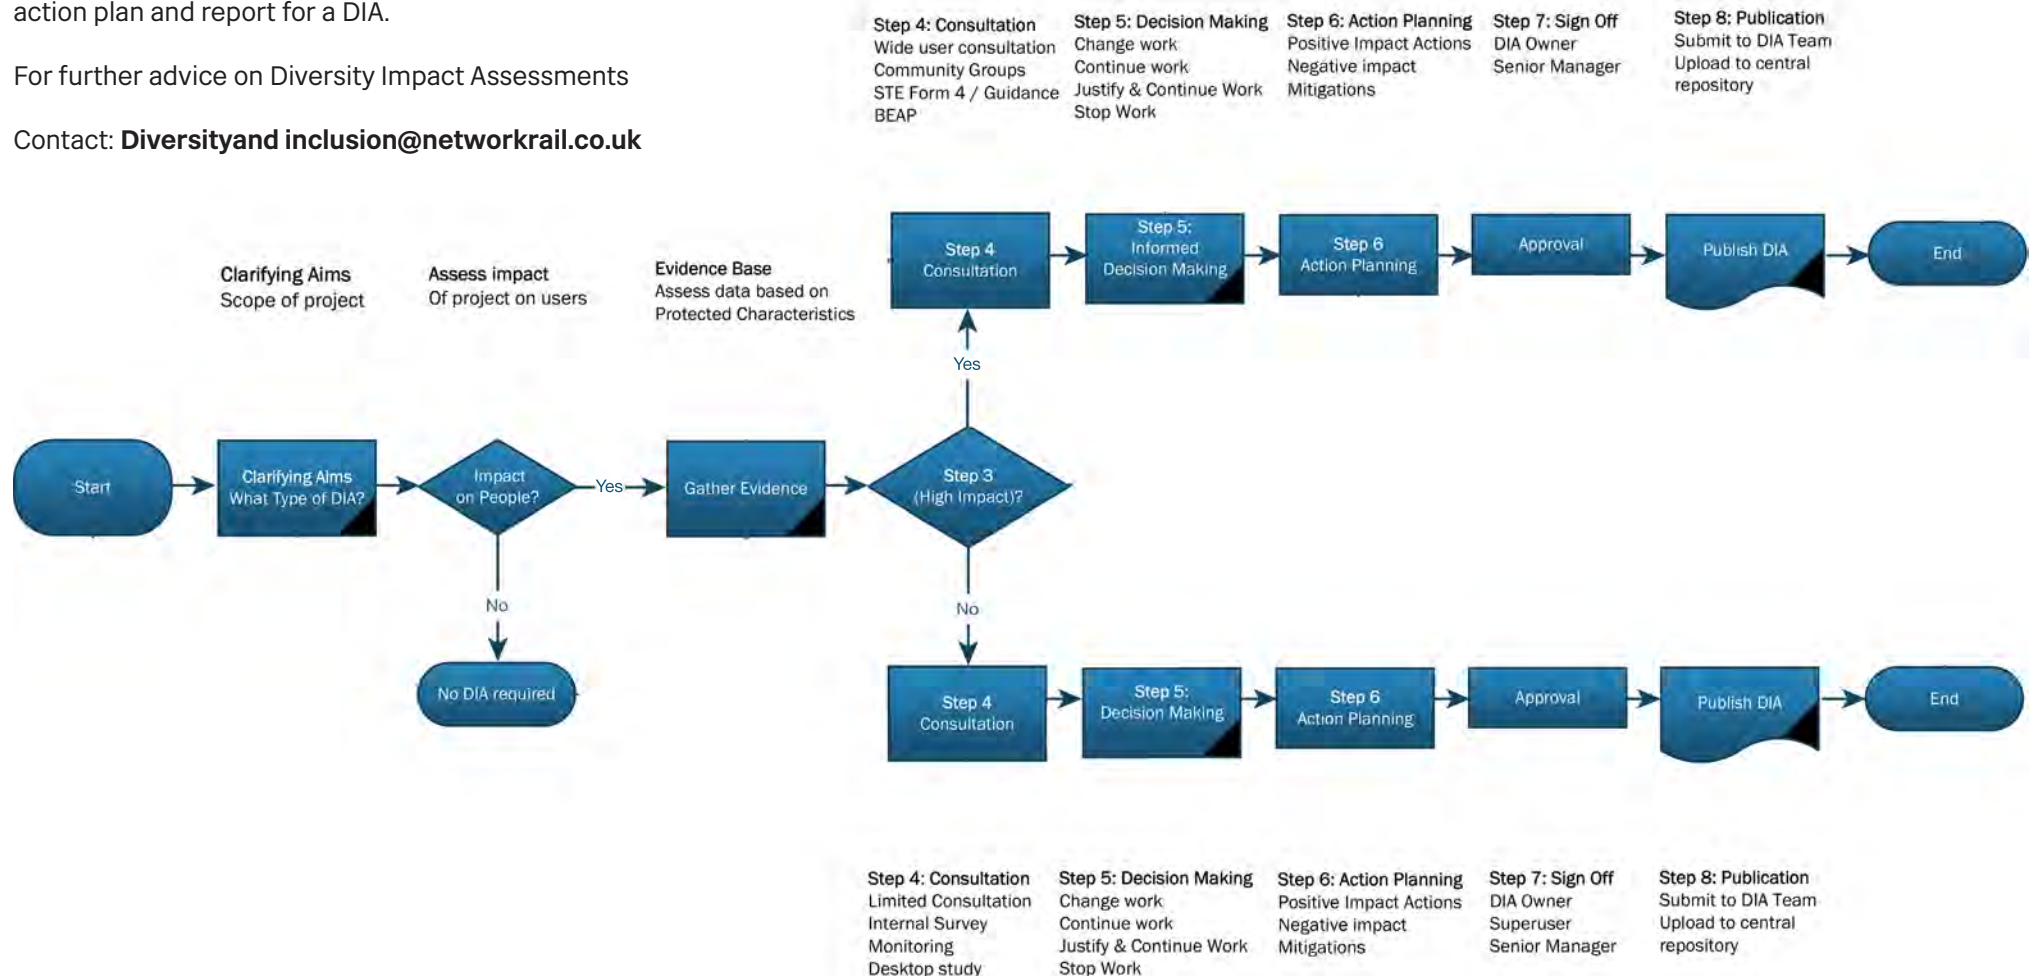 action plan and report for a DIA.
For further advice on Diversity Impact Assessments
Contact: Diversityand inclusion@networkrail.co.uk
Step 4: Consultation
Wide user consultation
Community Groups
STE Form 4 / Guidance
BEAP
Step 5: Decision Making
Change work
Continue work
Justify & Continue Work
Stop Work
Step 6: Action Planning
Positive Impact Actions
Negative impact
Mitigations
Step 7: Sign Off
DIA Owner
Senior Manager
Step 8: Publication
Submit to DIA Team
Upload to central
repository
Clarifying Aims
Scope of project
Assess impact
Of project on users
Evidence Base
Assess data based on
Protected Characteristics
Step 4
Consultation
Step 5:
Informed
Decision Making
Step 6
Action Planning
Approval
Publish DIA
End
Yes
Start
Clarifying Aims
What Type of DIA?
Impact
on People?
Yes
Gather Evidence
Step 3
(High Impact)?
No
No
No DIA required
Step 4
Consultation
Step 5:
Decision Making
Step 6
Action Planning
Approval
Publish DIA
End
Step 4: Consultation
Limited Consultation
Internal Survey
Monitoring
Desktop study
Step 5: Decision Making
Change work
Continue work
Justify & Continue Work
Stop Work
Step 6: Action Planning
Positive Impact Actions
Negative impact
Mitigations
Step 7: Sign Off
DIA Owner
Superuser
Senior Manager
Step 8: Publication
Submit to DIA Team
Upload to central
repository